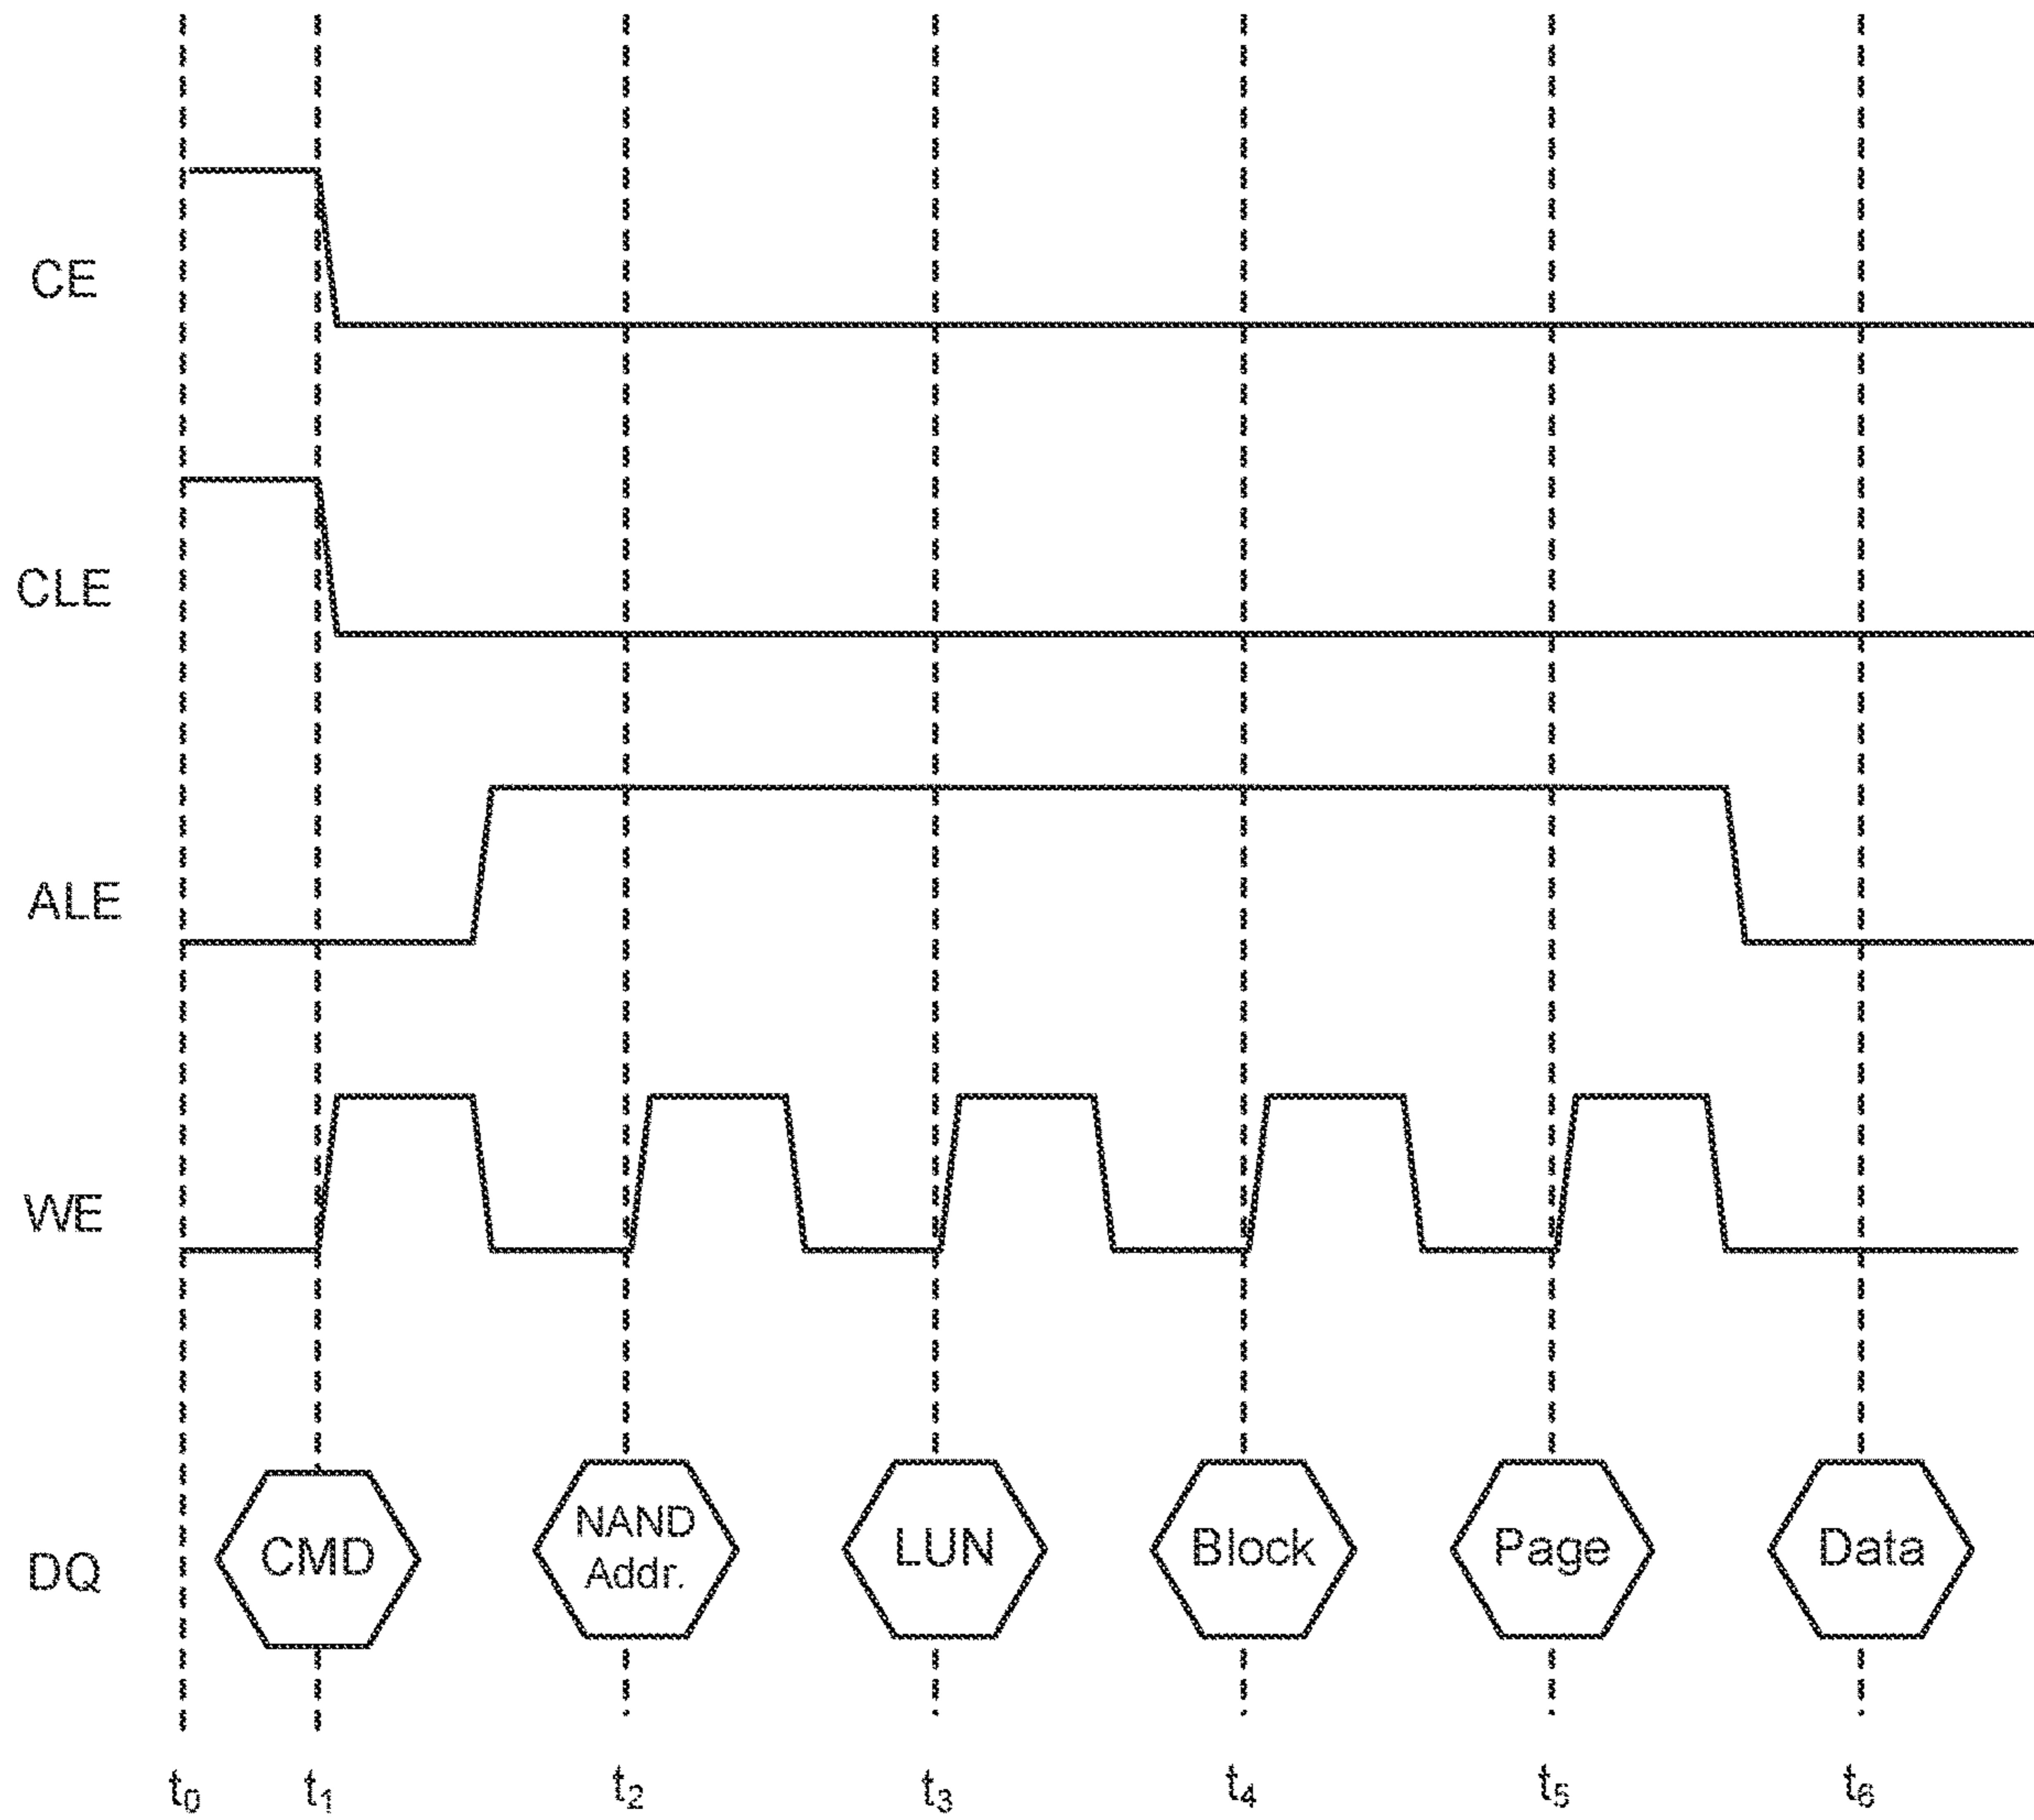 CE
CLE
ALE
WE
DQ
CMD
NAND
Addr.
LUN
Block
Page
Data
t0 t1 t2 t3 t4 t5 t6